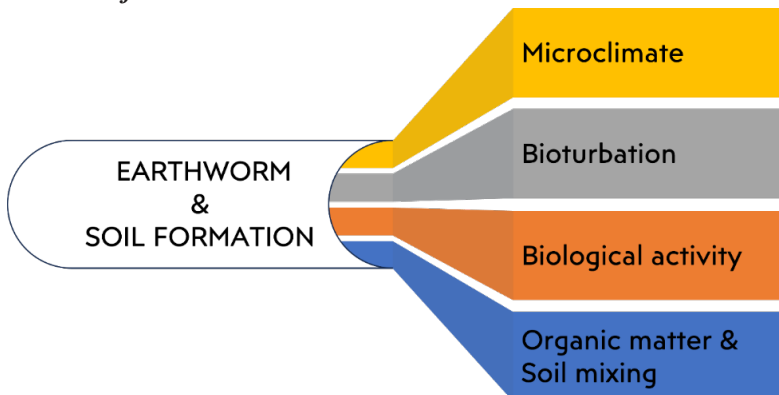 EARTHWORM
&
SOIL FORMATION
Microclimate
Bioturbation
Biological activity
Organic matter &
Soil mixing